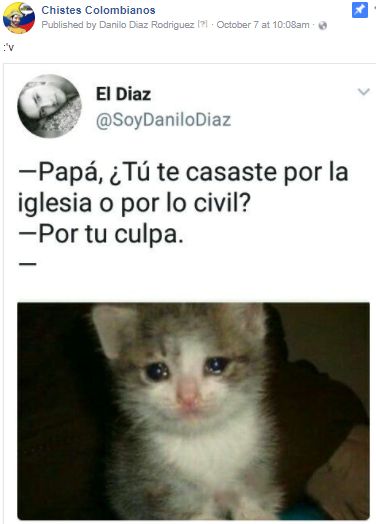 Chistes Colombianos
Published by Danilo Diaz Rodriguez [?] · October 7 at 10:08am ·
:'v
El Diaz
@SoyDaniloDiaz
—Papá, ¿Tú te casaste por la
iglesia o por lo civil?
—Por tu culpa.
—